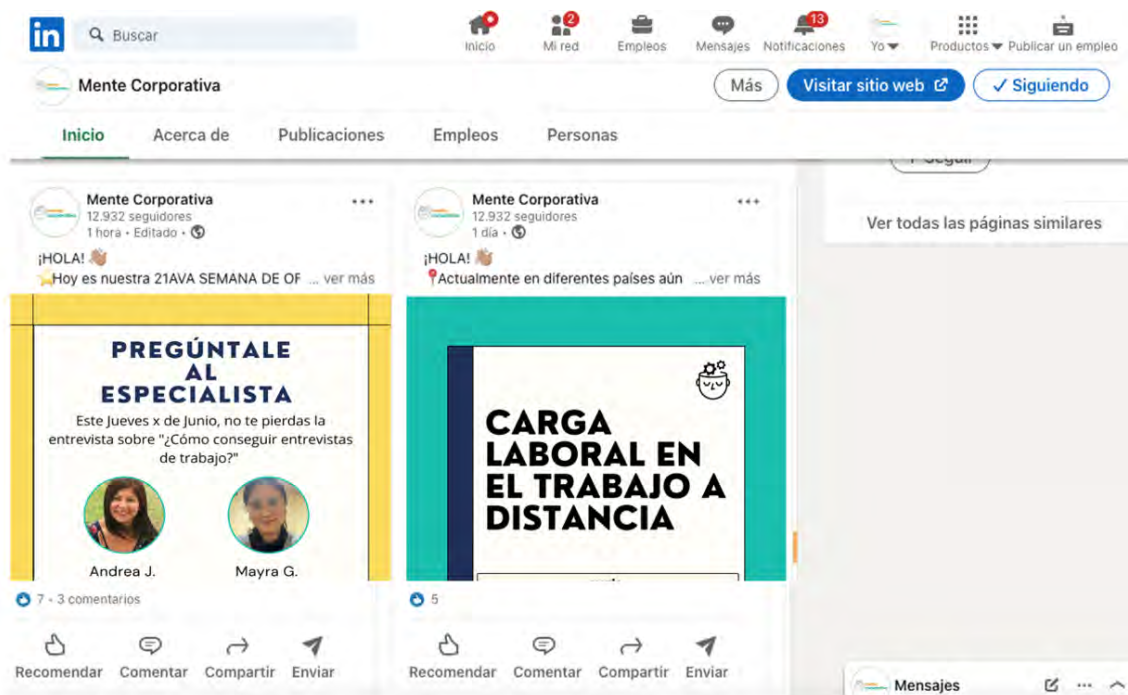 in
Buscar
Inicio
Mi red
2
Empleos
Mensajes
Notificaciones
13
Yo
Productos
Publicar un empleo
Mente Corporativa
Más
Visitar sitio web
✓ Siguiendo
Inicio
Acerca de
Publicaciones
Empleos
Personas
+ Seguir
Ver todas las páginas similares
Mente Corporativa
12.932 seguidores
1 hora • Editado •
¡HOLA! 👋🏽
⭐Hoy es nuestra 21AVA SEMANA DE OF ... ver más
PREGÚNTALE
AL
ESPECIALISTA
Este Jueves x de Junio, no te pierdas la
entrevista sobre "¿Cómo conseguir entrevistas
de trabajo?"
Andrea J.
Mayra G.
7 • 3 comentarios
Recomendar
Comentar
Compartir
Enviar
Mente Corporativa
12.932 seguidores
1 día •
¡HOLA! 👋🏽
📍Actualmente en diferentes países aún ... ver más
CARGA
LABORAL EN
EL TRABAJO A
DISTANCIA
5
Recomendar
Comentar
Compartir
Enviar
Mensajes